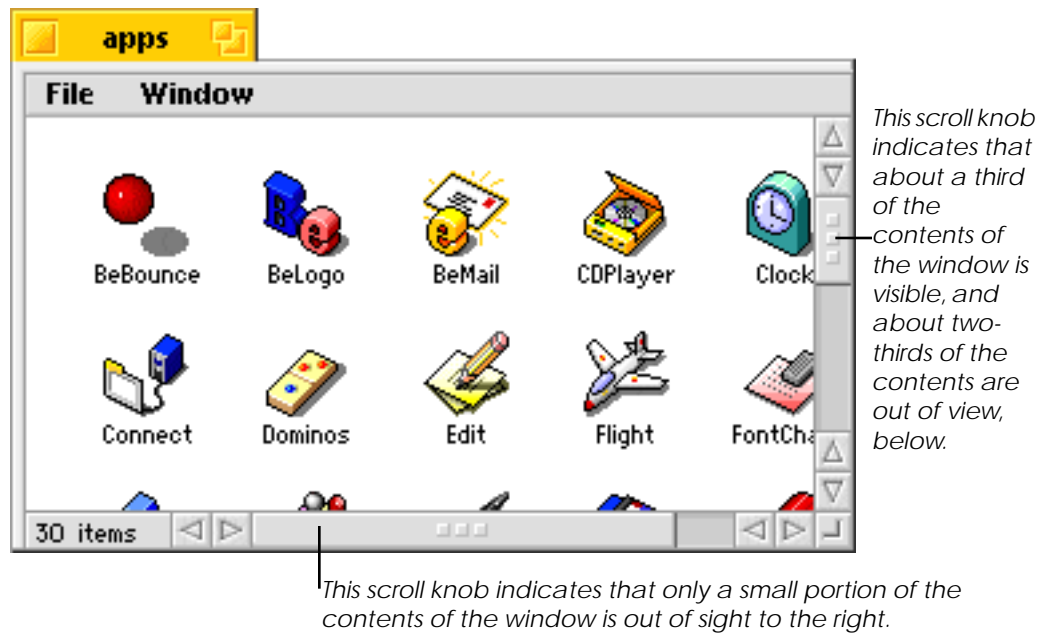 apps
File Window
BeBounce BeLogo BeMail CDPlayer Clock
Connect Dominos Edit Flight FontCha
30 items
This scroll knob
indicates that
about a third
of the
contents of
the window is
visible, and
about two-
thirds of the
contents are
out of view,
below.
This scroll knob indicates that only a small portion of the
contents of the window is out of sight to the right.